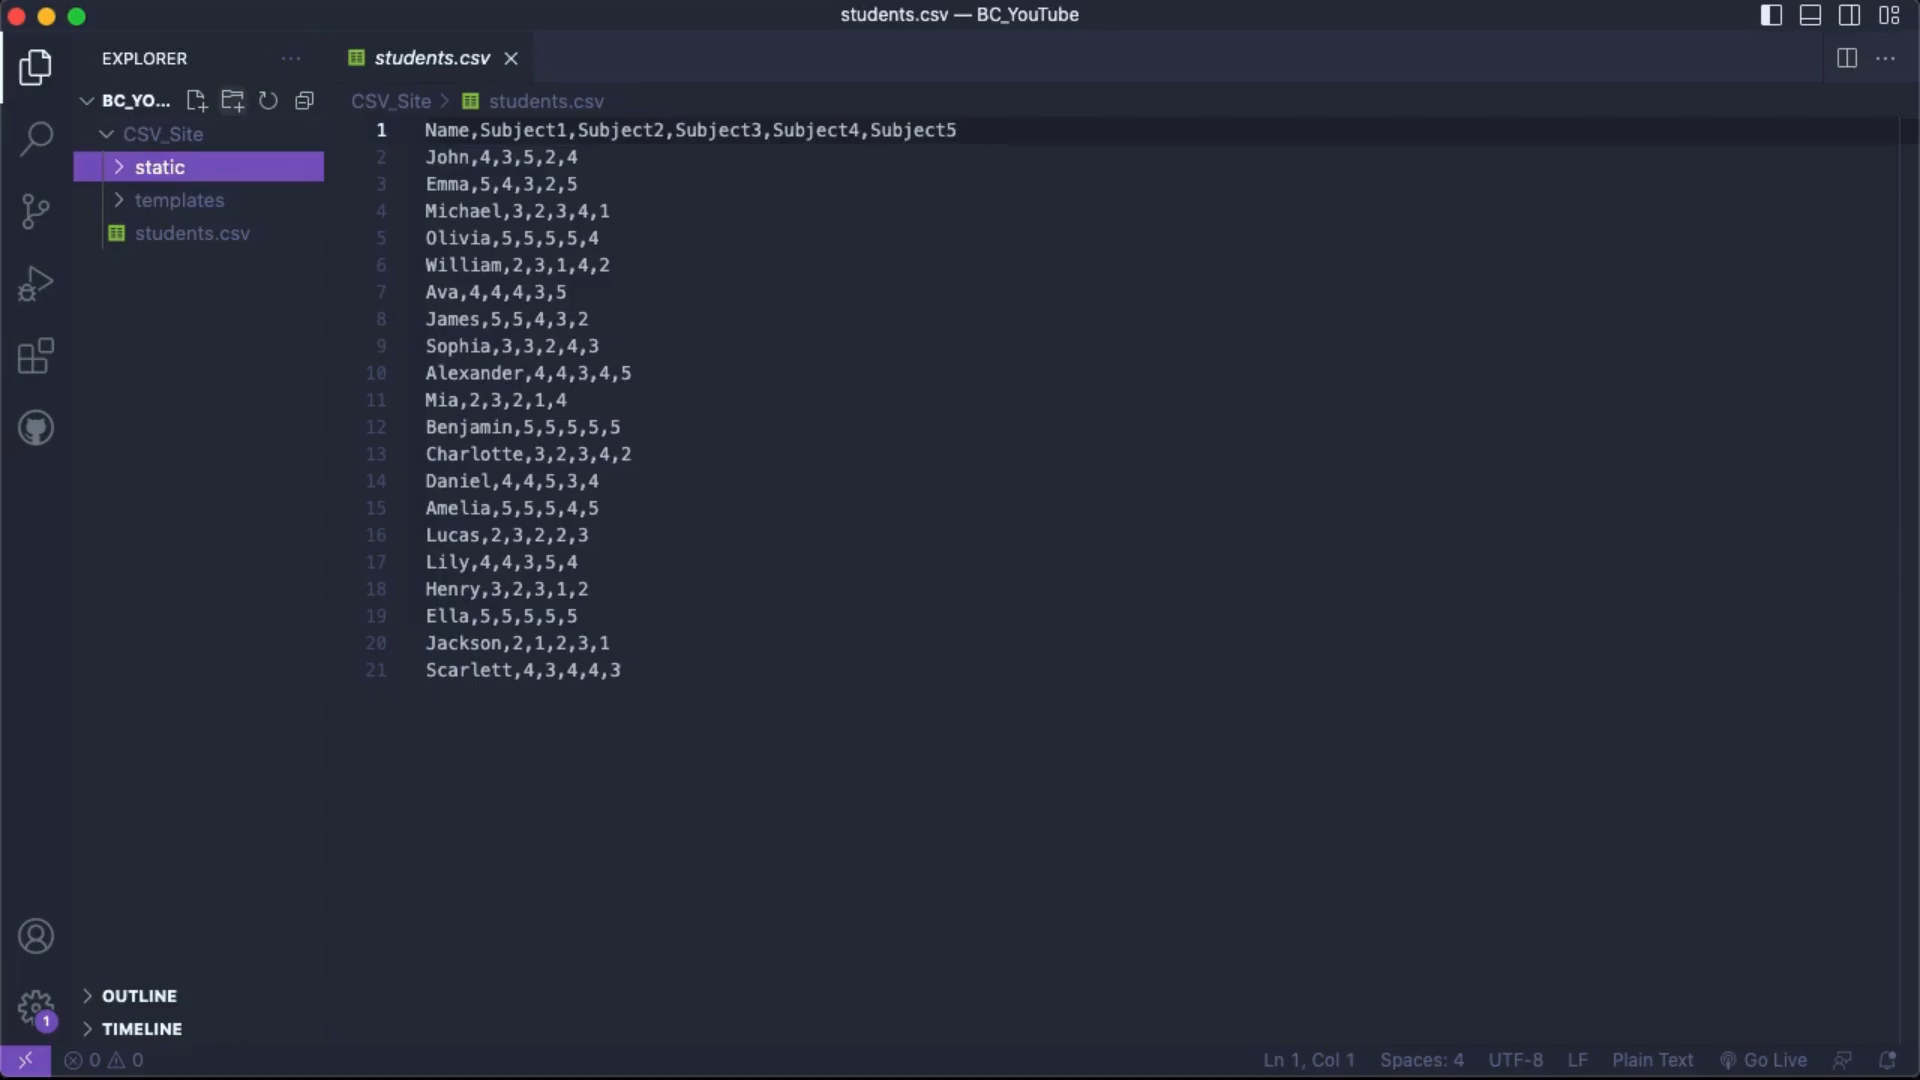 students.csv — BC_YouTube
EXPLORER
students.csv
BC_YO...
CSV_Site > students.csv
CSV_Site
static
templates
students.csv
1 Name,Subject1,Subject2,Subject3,Subject4,Subject5
2 John,4,3,5,2,4
3 Emma,5,4,3,2,5
4 Michael,3,2,3,4,1
5 Olivia,5,5,5,5,4
6 William,2,3,1,4,2
7 Ava,4,4,4,3,5
8 James,5,5,4,3,2
9 Sophia,3,3,2,4,3
10 Alexander,4,4,3,4,5
11 Mia,2,3,2,1,4
12 Benjamin,5,5,5,5,5
13 Charlotte,3,2,3,4,2
14 Daniel,4,4,5,3,4
15 Amelia,5,5,5,4,5
16 Lucas,2,3,2,2,3
17 Lily,4,4,3,5,4
18 Henry,3,2,3,1,2
19 Ella,5,5,5,5,5
20 Jackson,2,1,2,3,1
21 Scarlett,4,3,4,4,3
OUTLINE
1
TIMELINE
0 0
Ln 1, Col 1 Spaces: 4 UTF-8 LF Plain Text Go Live